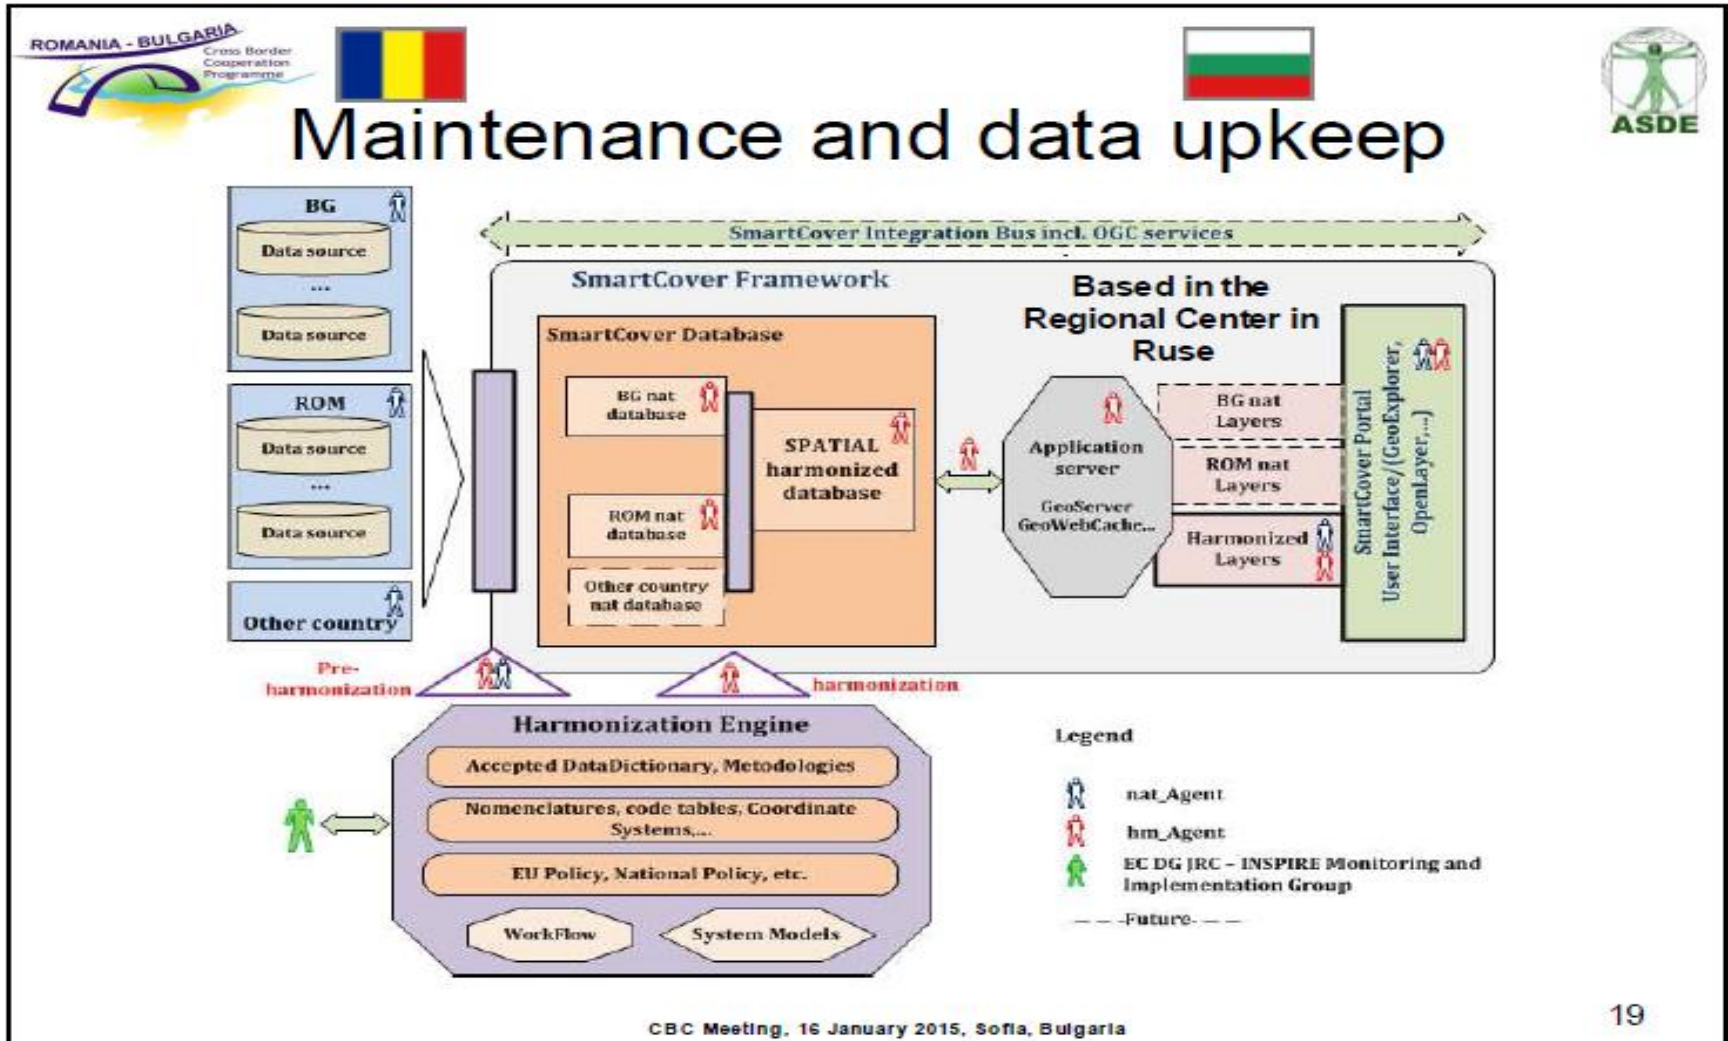 ROMANIA - BULGARIA
Cross Border
Cooperation
Programme
ASDE
Maintenance and data upkeep
BG
Data source
...
Data source
ROM
Data source
...
Data source
Other country
SmartCover Integration Bus incl. OGC services
SmartCover Framework
Based in the
Regional Center in
Ruse
SmartCover Database
BG nat
database
ROM nat
database
Other country
nat database
SPATIAL
harmonized
database
Application
server
GeoServer
GeoWebCache...
BG nat
Layers
ROM nat
Layers
Harmonized
Layers
SmartCover Portal
User Interface/(GeoExplorer,
OpenLayer,...)
Pre-
harmonization
harmonization
Harmonization Engine
Accepted DataDictionary, Metodologies
Nomenclatures, code tables, Coordinate
Systems,...
EU Policy, National Policy, etc.
WorkFlow
System Models
Legend
nat_Agent
hm_Agent
EC DG JRC – INSPIRE Monitoring and
Implementation Group
Future
CBC Meeting, 16 January 2015, Sofia, Bulgaria
19